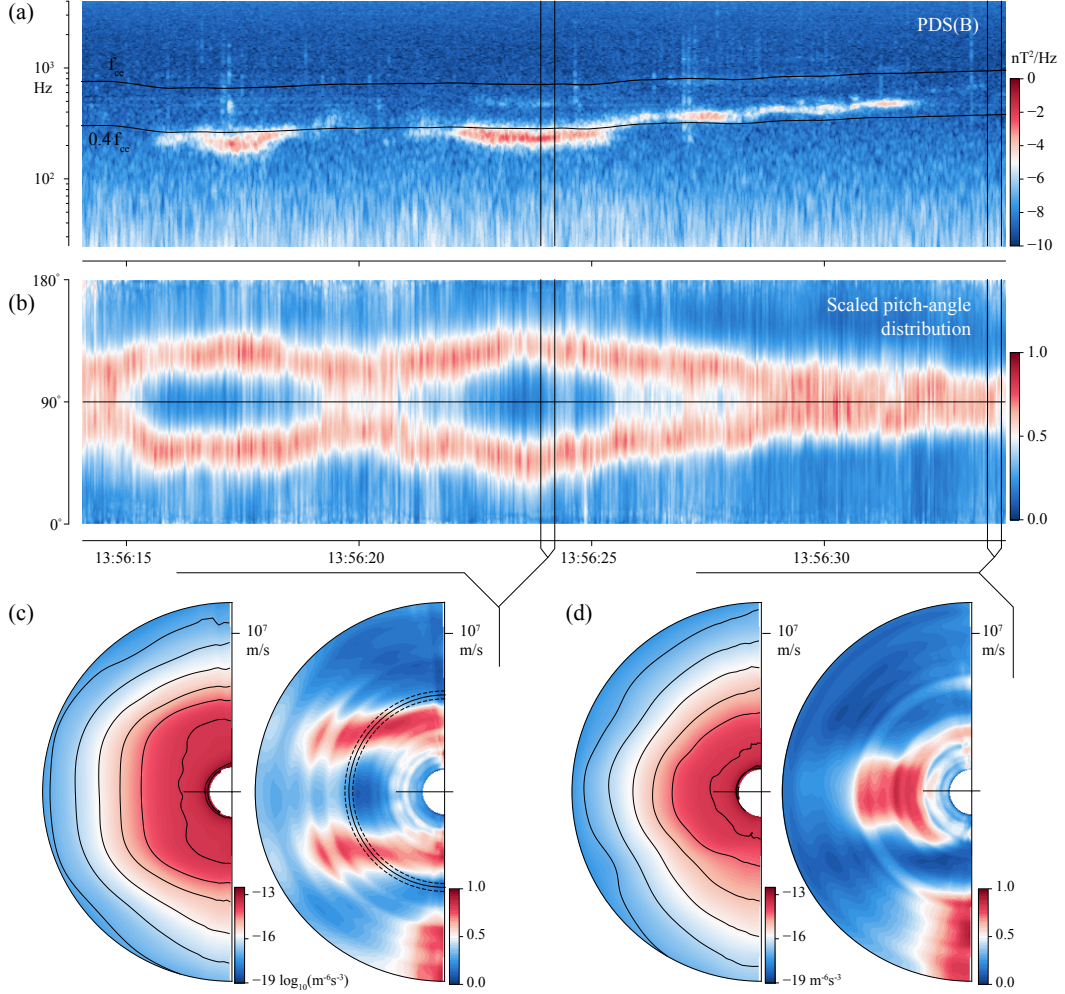 (a)
PDS(B)
10³
Hz
10²
f_ce
0.4f_ce
nT²/Hz
0
−2
−4
−6
−8
−10
(b)
180°
90°
0°
Scaled pitch-angle
distribution
1.0
0.5
0.0
13:56:15
13:56:20
13:56:25
13:56:30
(c)
10⁷
m/s
10⁷
m/s
−13
−16
−19 log₁₀(m⁻⁶s⁻³)
1.0
0.5
0.0
(d)
10⁷
m/s
10⁷
m/s
−13
−16
−19 m⁻⁶s⁻³
1.0
0.5
0.0